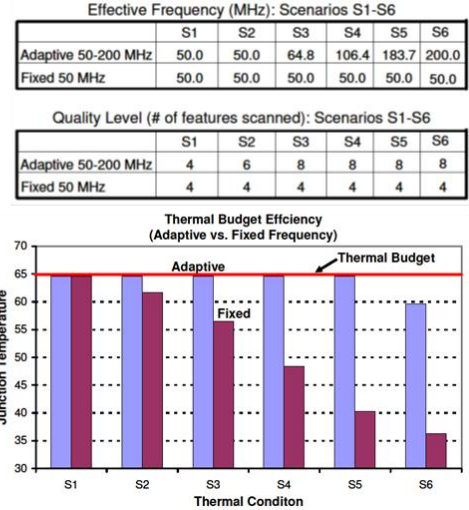 Effective Frequency (MHz): Scenarios S1-S6
S1 S2 S3 S4 S5 S6
Adaptive 50-200 MHz 50.0 50.0 64.8 106.4 183.7 200.0
Fixed 50 MHz 50.0 50.0 50.0 50.0 50.0 50.0
Quality Level (# of features scanned): Scenarios S1-S6
S1 S2 S3 S4 S5 S6
Adaptive 50-200 MHz 4 6 8 8 8 8
Fixed 50 MHz 4 4 4 4 4 4
Thermal Budget Effciency
(Adaptive vs. Fixed Frequency)
70
65
60
55
50
45
40
35
30
Junction Temperature
Thermal Budget
Adaptive
Fixed
S1 S2 S3 S4 S5 S6
Thermal Conditon